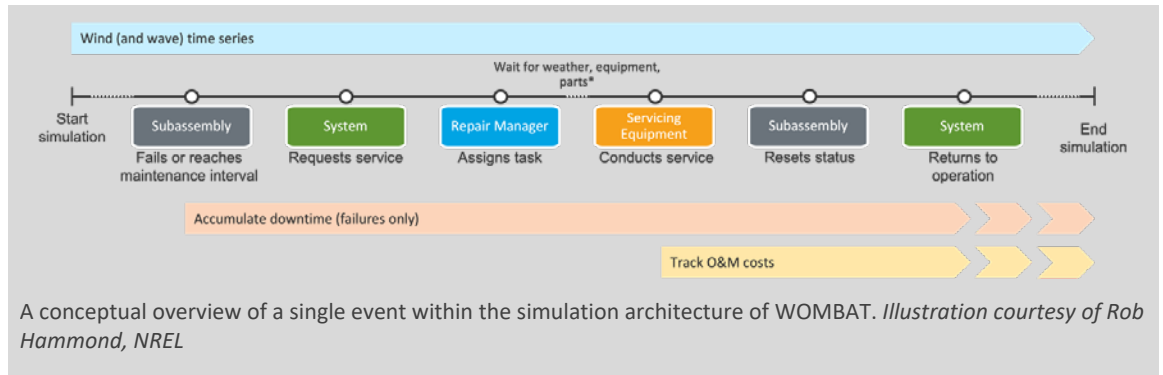 Wind (and wave) time series
Wait for weather, equipment,
parts*
Start
simulation
Subassembly
Fails or reaches
maintenance interval
System
Requests service
Repair Manager
Assigns task
Servicing
Equipment
Conducts service
Subassembly
Resets status
System
Returns to
operation
End
simulation
Accumulate downtime (failures only)
Track O&M costs
A conceptual overview of a single event within the simulation architecture of WOMBAT. Illustration courtesy of Rob
Hammond, NREL